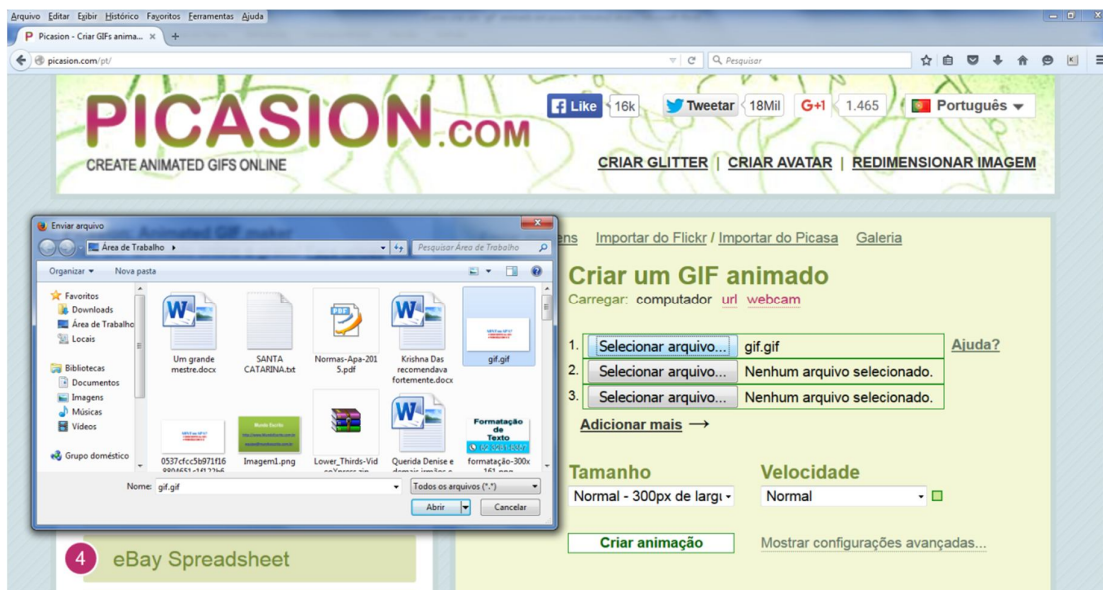 Arquivo Editar Exibir Histórico Favoritos Ferramentas Ajuda
Picasion - Criar GIFs anima...
picasion.com/pt/
Pesquisar
PICASION.COM
CREATE ANIMATED GIFS ONLINE
Like 16k Tweetar 18Mil G+1 1.465 Português
CRIAR GLITTER | CRIAR AVATAR | REDIMENSIONAR IMAGEM
Enviar arquivo
Área de Trabalho
Pesquisar Área de Trabalho
Organizar Nova pasta
Favoritos
Downloads
Área de Trabalho
Locais
Bibliotecas
Documentos
Imagens
Músicas
Vídeos
Grupo doméstico
Um grande mestre.docx
SANTA CATARINA.txt
Normas-Apa-2015.pdf
Krishna Das recomendava fortemente.docx
gif.gif
0537cfcc5b971f16
Imagem1.png
Lower_Thirds-Vid
Querida Denise e
Formatação
de
Texto
formatação-300x
Nome: gif.gif
Todos os arquivos (*.*)
Abrir Cancelar
Importar do Flickr / Importar do Picasa Galeria
Criar um GIF animado
Carregar: computador url webcam
1. Selecionar arquivo... gif.gif Ajuda?
2. Selecionar arquivo... Nenhum arquivo selecionado.
3. Selecionar arquivo... Nenhum arquivo selecionado.
Adicionar mais →
Tamanho Velocidade
Normal - 300px de largu Normal
Criar animação Mostrar configurações avançadas...
4 eBay Spreadsheet